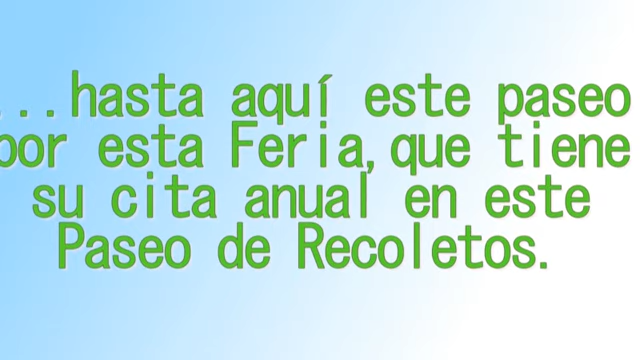 ...hasta aquí este paseo
por esta Feria,que tiene
su cita anual en este
Paseo de Recoletos.